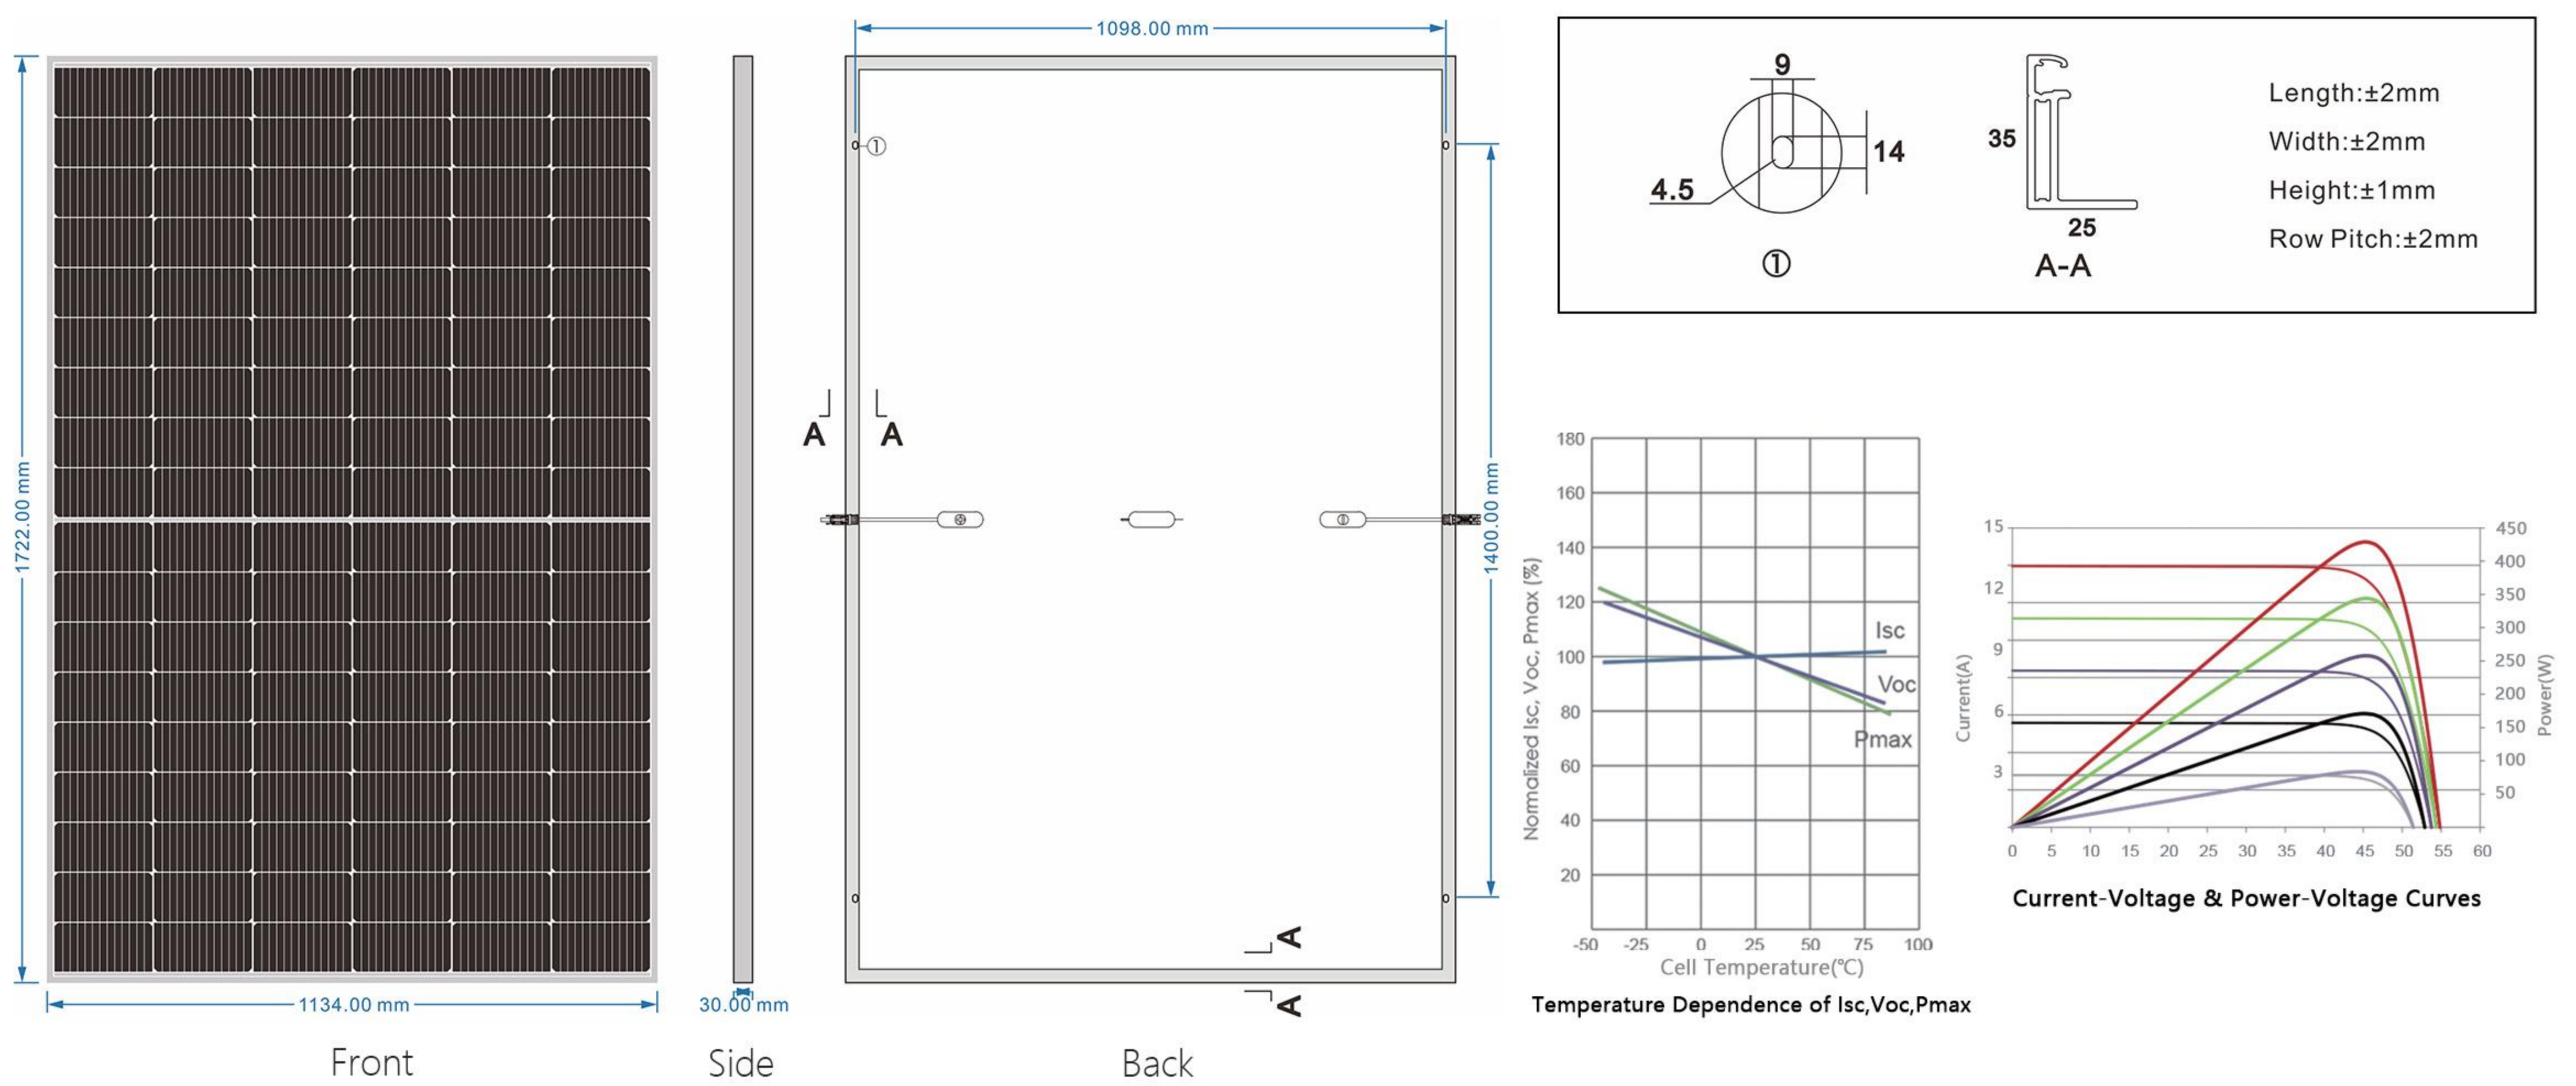 1722.00 mm
1134.00 mm
Front
30.00 mm
Side
1098.00 mm
①
A A
1400.00 mm
A
A
Back
9
14
4.5
①
35
25
A-A
Length:±2mm
Width:±2mm
Height:±1mm
Row Pitch:±2mm
Normalized Isc, Voc, Pmax (%)
180
160
140
120
100
80
60
40
20
Isc
Voc
Pmax
-50 -25 0 25 50 75 100
Cell Temperature(℃)
Temperature Dependence of Isc,Voc,Pmax
Current(A)
15
12
9
6
3
450
400
350
300
250
200
150
100
50
Power(W)
0 5 10 15 20 25 30 35 40 45 50 55 60
Current-Voltage & Power-Voltage Curves